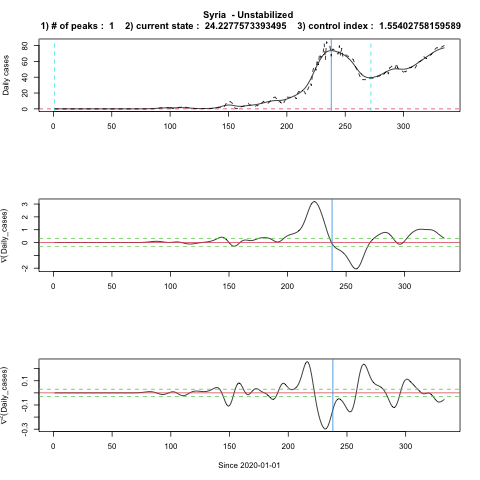 Syria - Unstabilized
1) # of peaks : 1 2) current state : 24.2277573393495 3) control index : 1.55402758159589
Daily cases
80
60
40
20
0
0 50 100 150 200 250 300
∇(Daily_cases)
3
2
1
0
-2
0 50 100 150 200 250 300
∇²(Daily_cases)
0.1
-0.1
-0.3
0 50 100 150 200 250 300
Since 2020-01-01